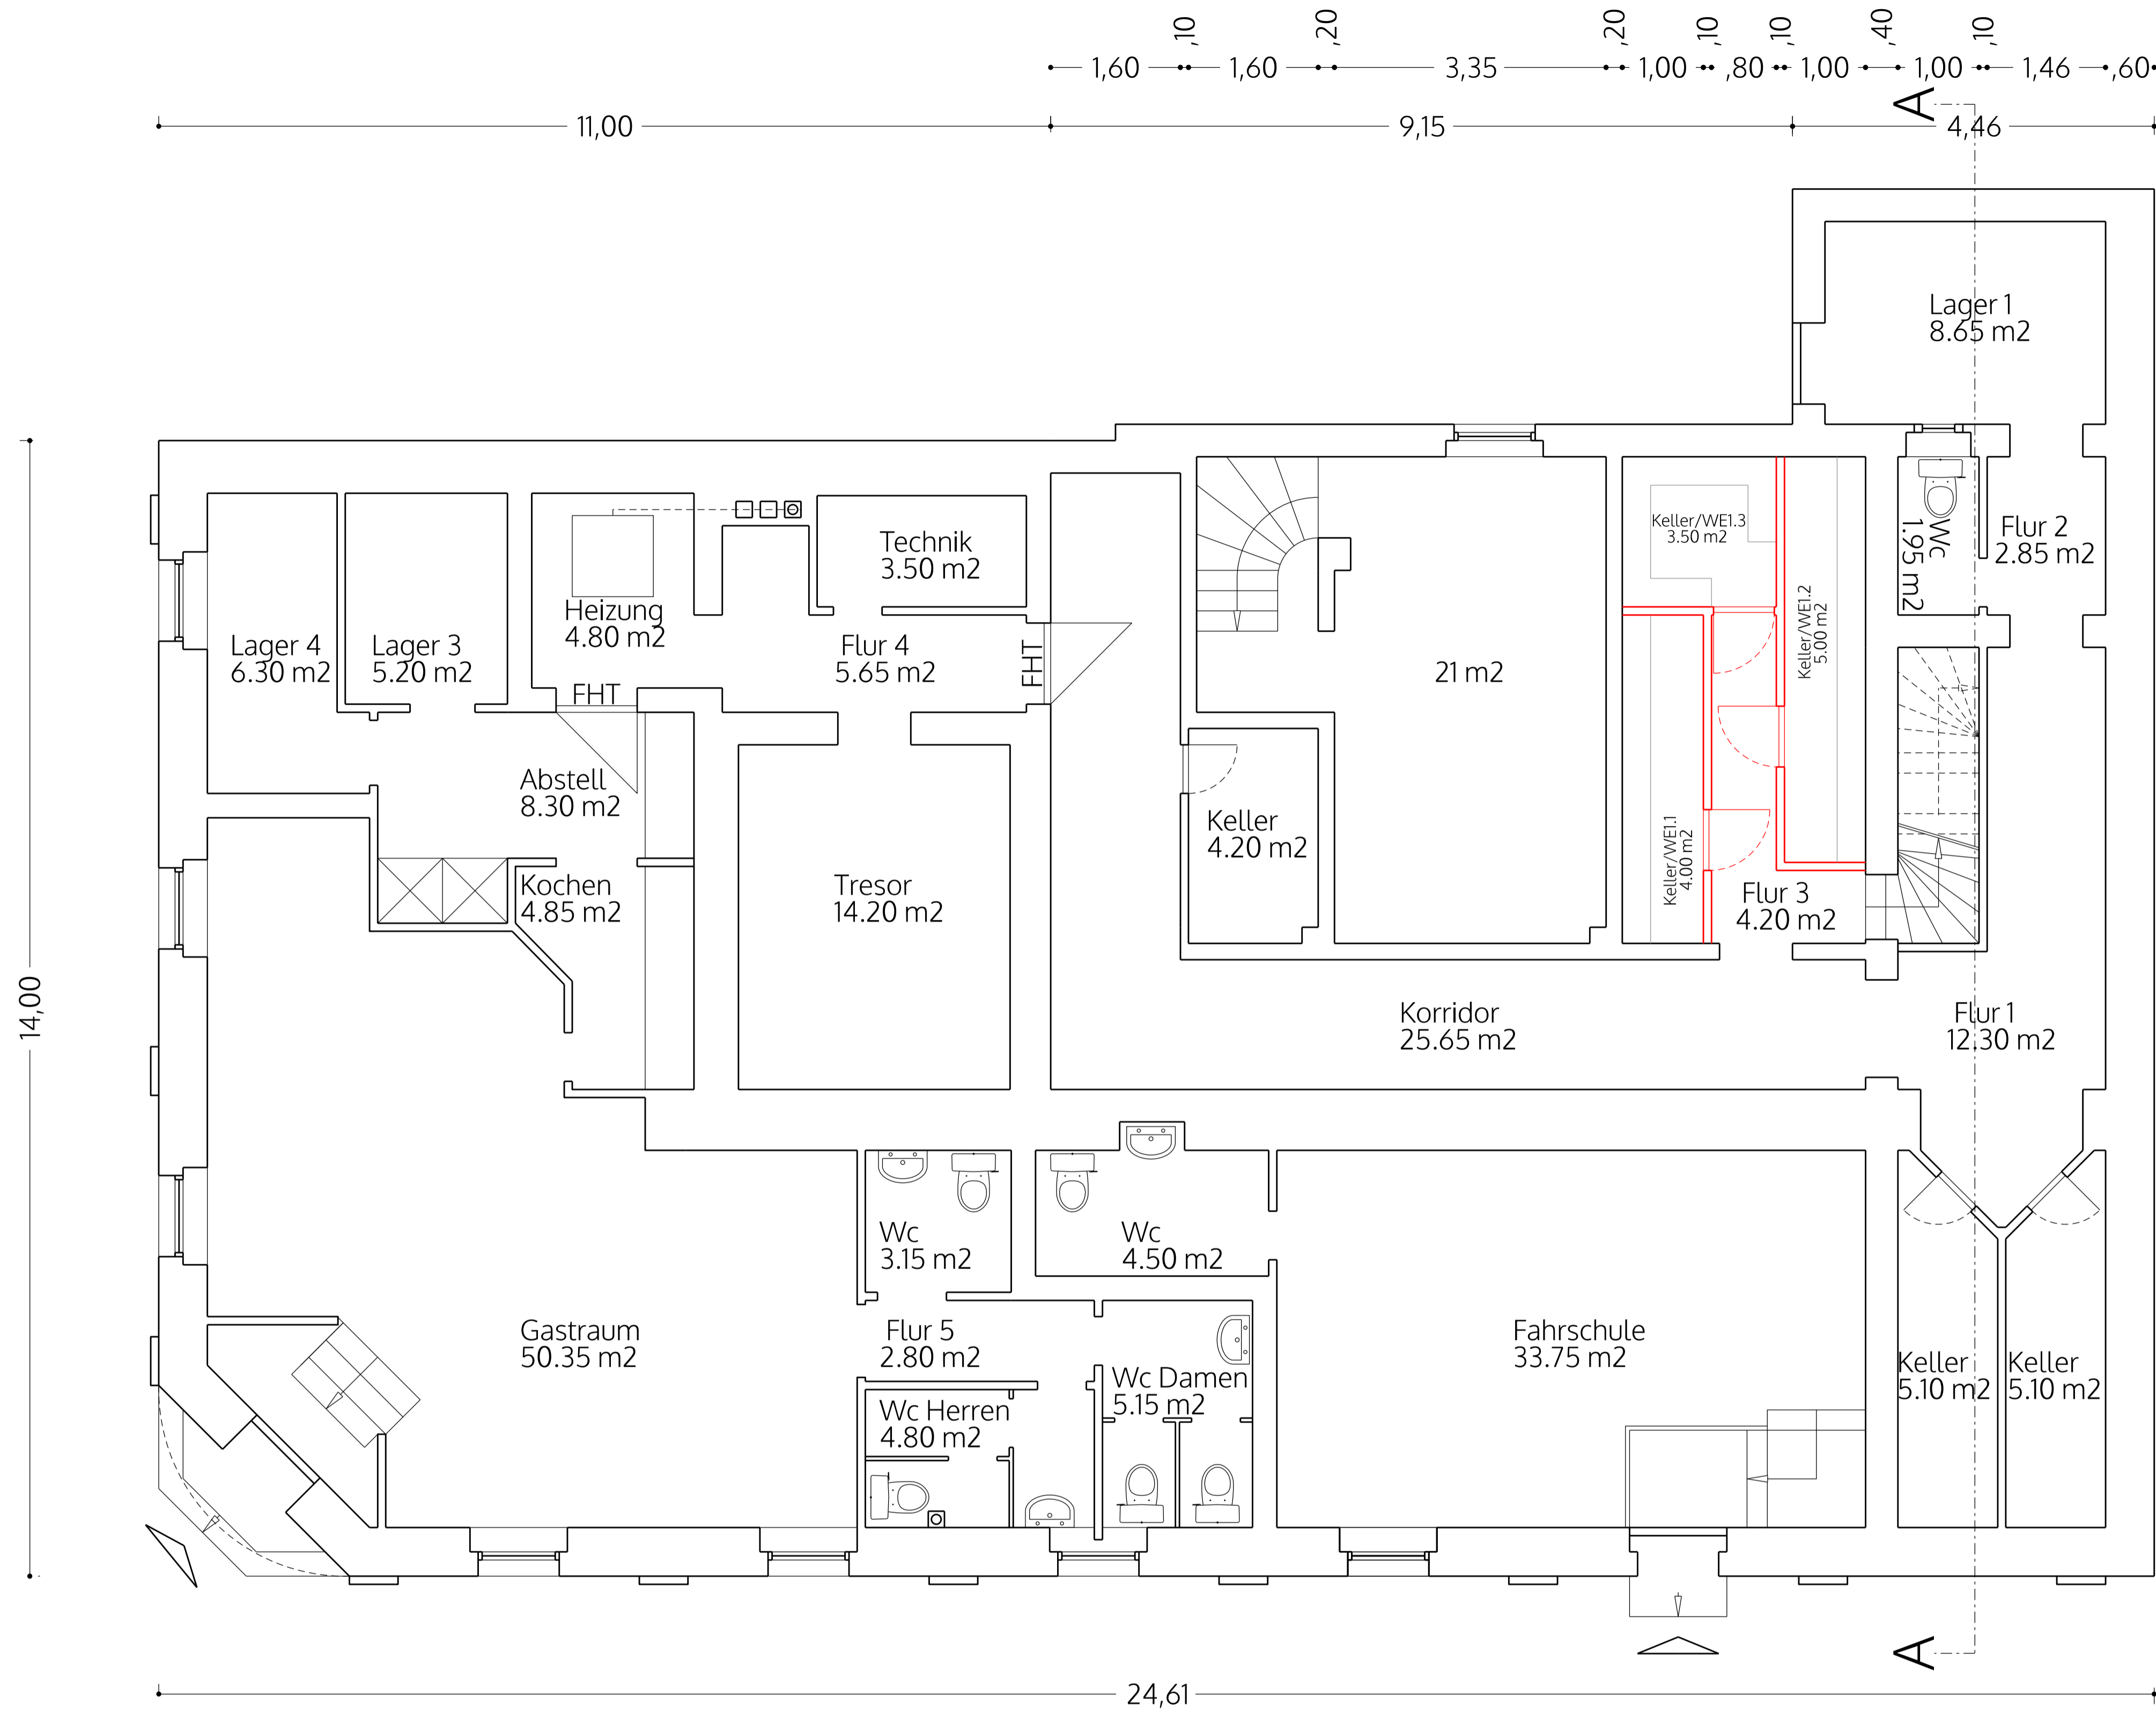 ,10
,20
,20
,10
,10
,40
,10
1,60
1,60
3,35
1,00
,80
1,00
1,00
1,46
,60
A
11,00
9,15
4,46
Lager 1
8.65 m2
Technik
3.50 m2
Keller/WE1.3
3.50 m2
Wc
1.95 m2
Flur 2
2.85 m2
Heizung
4.80 m2
Keller/WE1.2
5.00 m2
Lager 4
6.30 m2
Lager 3
5.20 m2
Flur 4
5.65 m2
FHT
21 m2
FHT
Abstell
8.30 m2
Keller
4.20 m2
Keller/WE1.1
4.00 m2
Kochen
4.85 m2
Tresor
14.20 m2
Flur 3
4.20 m2
14,00
Korridor
25.65 m2
Flur 1
12.30 m2
Wc
3.15 m2
Wc
4.50 m2
Gastraum
50.35 m2
Flur 5
2.80 m2
Fahrschule
33.75 m2
Keller
5.10 m2
Keller
5.10 m2
Wc Damen
5.15 m2
Wc Herren
4.80 m2
A
24,61